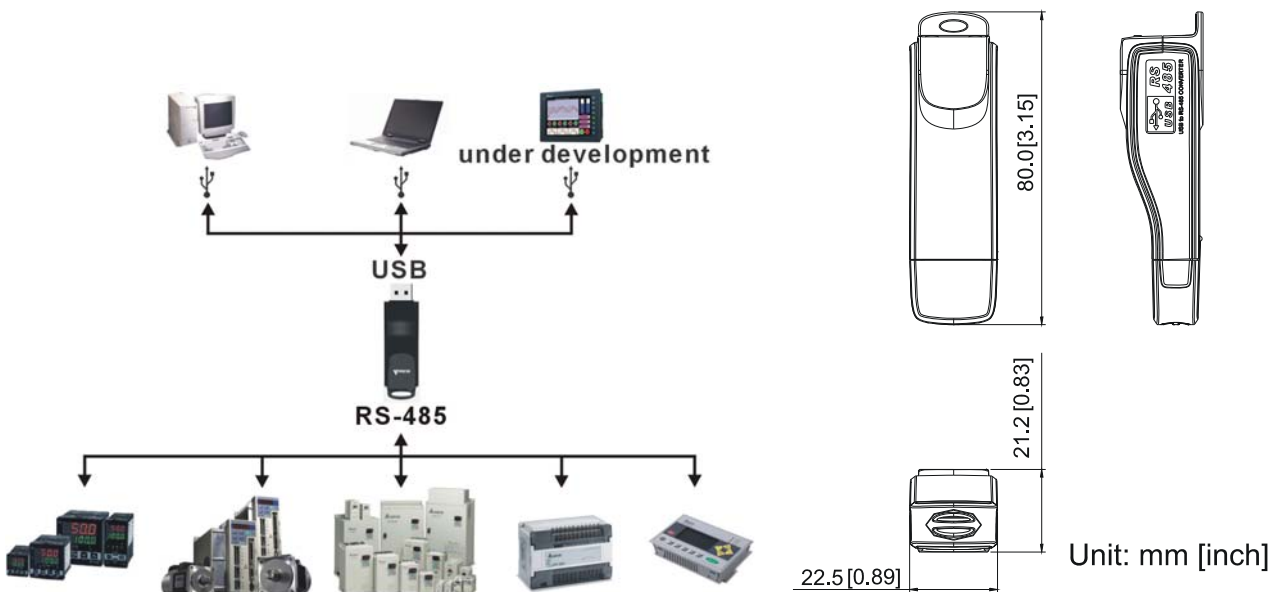 under development
USB
RS-485
80.0[3.15]
RS
USB 485
USB to RS-485 CONVERTER
21.2 [0.83]
22.5 [0.89]
Unit: mm [inch]